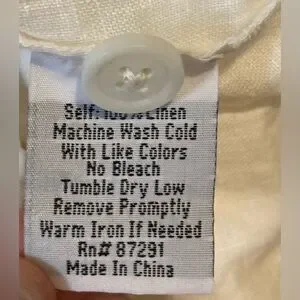 Self: 100% Linen
Machine Wash Cold
With Like Colors
No Bleach
Tumble Dry Low
Remove Promptly
Warm Iron If Needed
Rn# 87291
Made In China